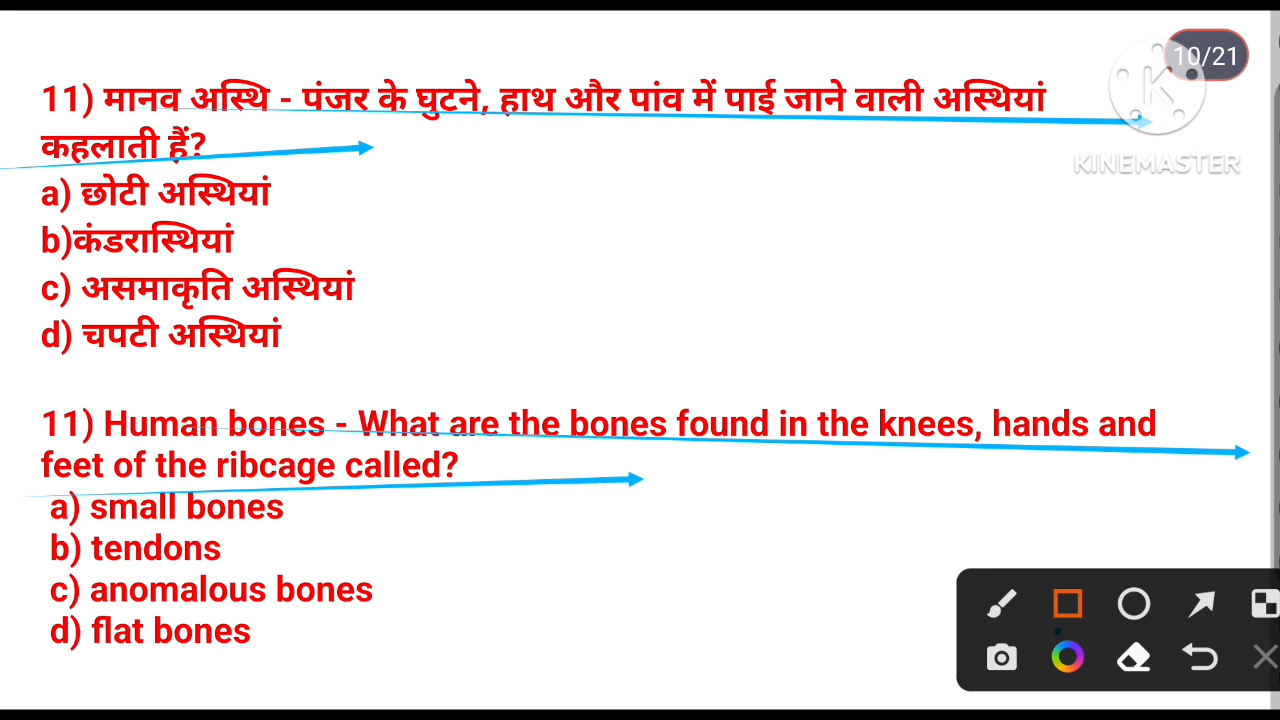 10/21
11) मानव अस्थि - पंजर के घुटने, हाथ और पांव में पाई जाने वाली अस्थियां
कहलाती हैं?
KINEMASTER
a) छोटी अस्थियां
b)कंडरास्थियां
c) असमाकृति अस्थियां
d) चपटी अस्थियां
11) Human bones - What are the bones found in the knees, hands and
feet of the ribcage called?
a) small bones
b) tendons
c) anomalous bones
d) flat bones